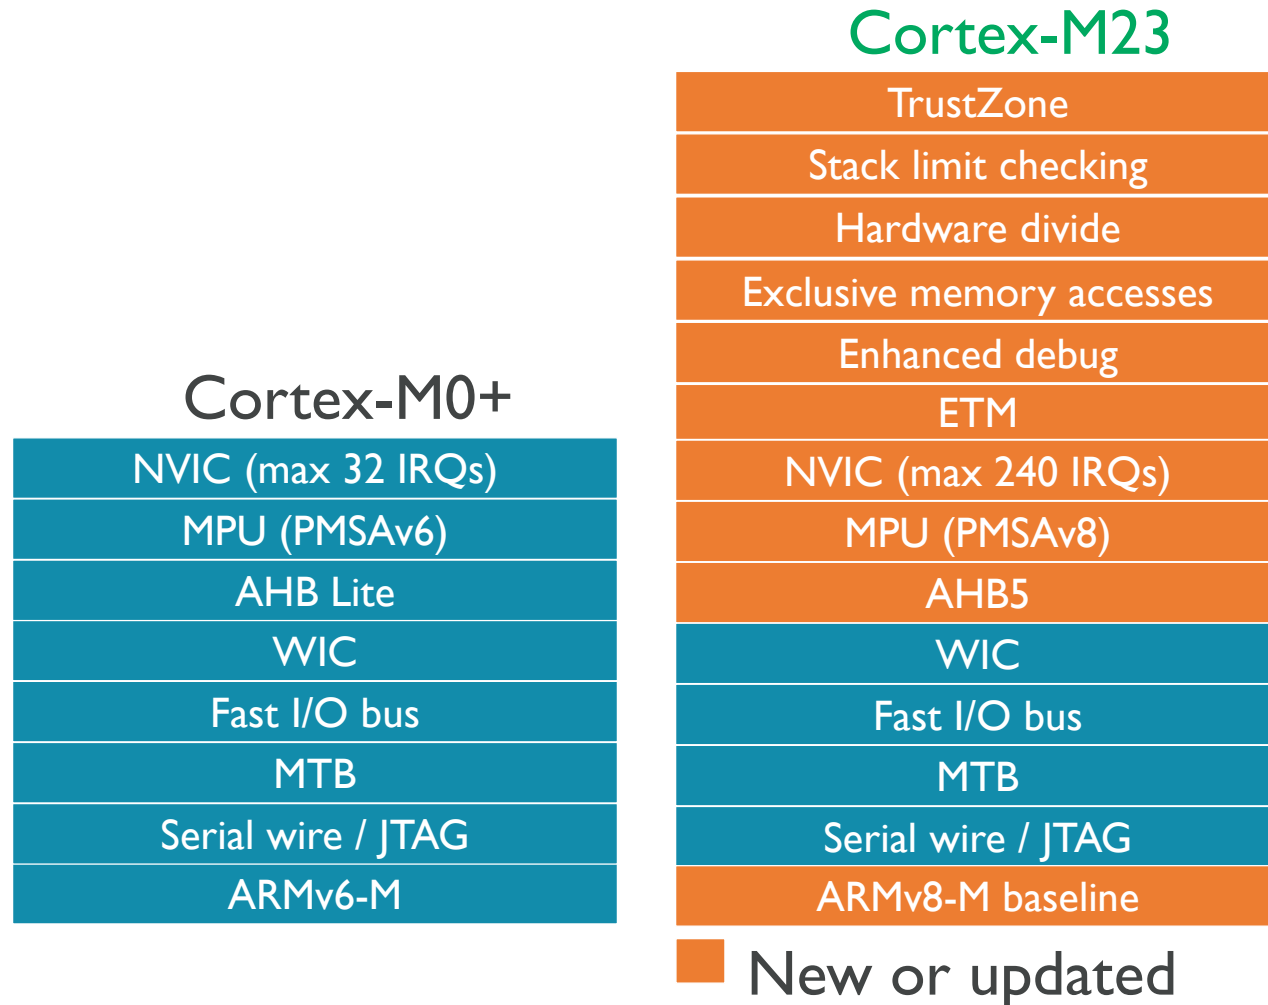 Cortex-M23
TrustZone
Stack limit checking
Hardware divide
Exclusive memory accesses
Enhanced debug
ETM
NVIC (max 240 IRQs)
MPU (PMSAv8)
AHB5
WIC
Fast I/O bus
MTB
Serial wire / JTAG
ARMv8-M baseline
Cortex-M0+
NVIC (max 32 IRQs)
MPU (PMSAv6)
AHB Lite
WIC
Fast I/O bus
MTB
Serial wire / JTAG
ARMv6-M
New or updated